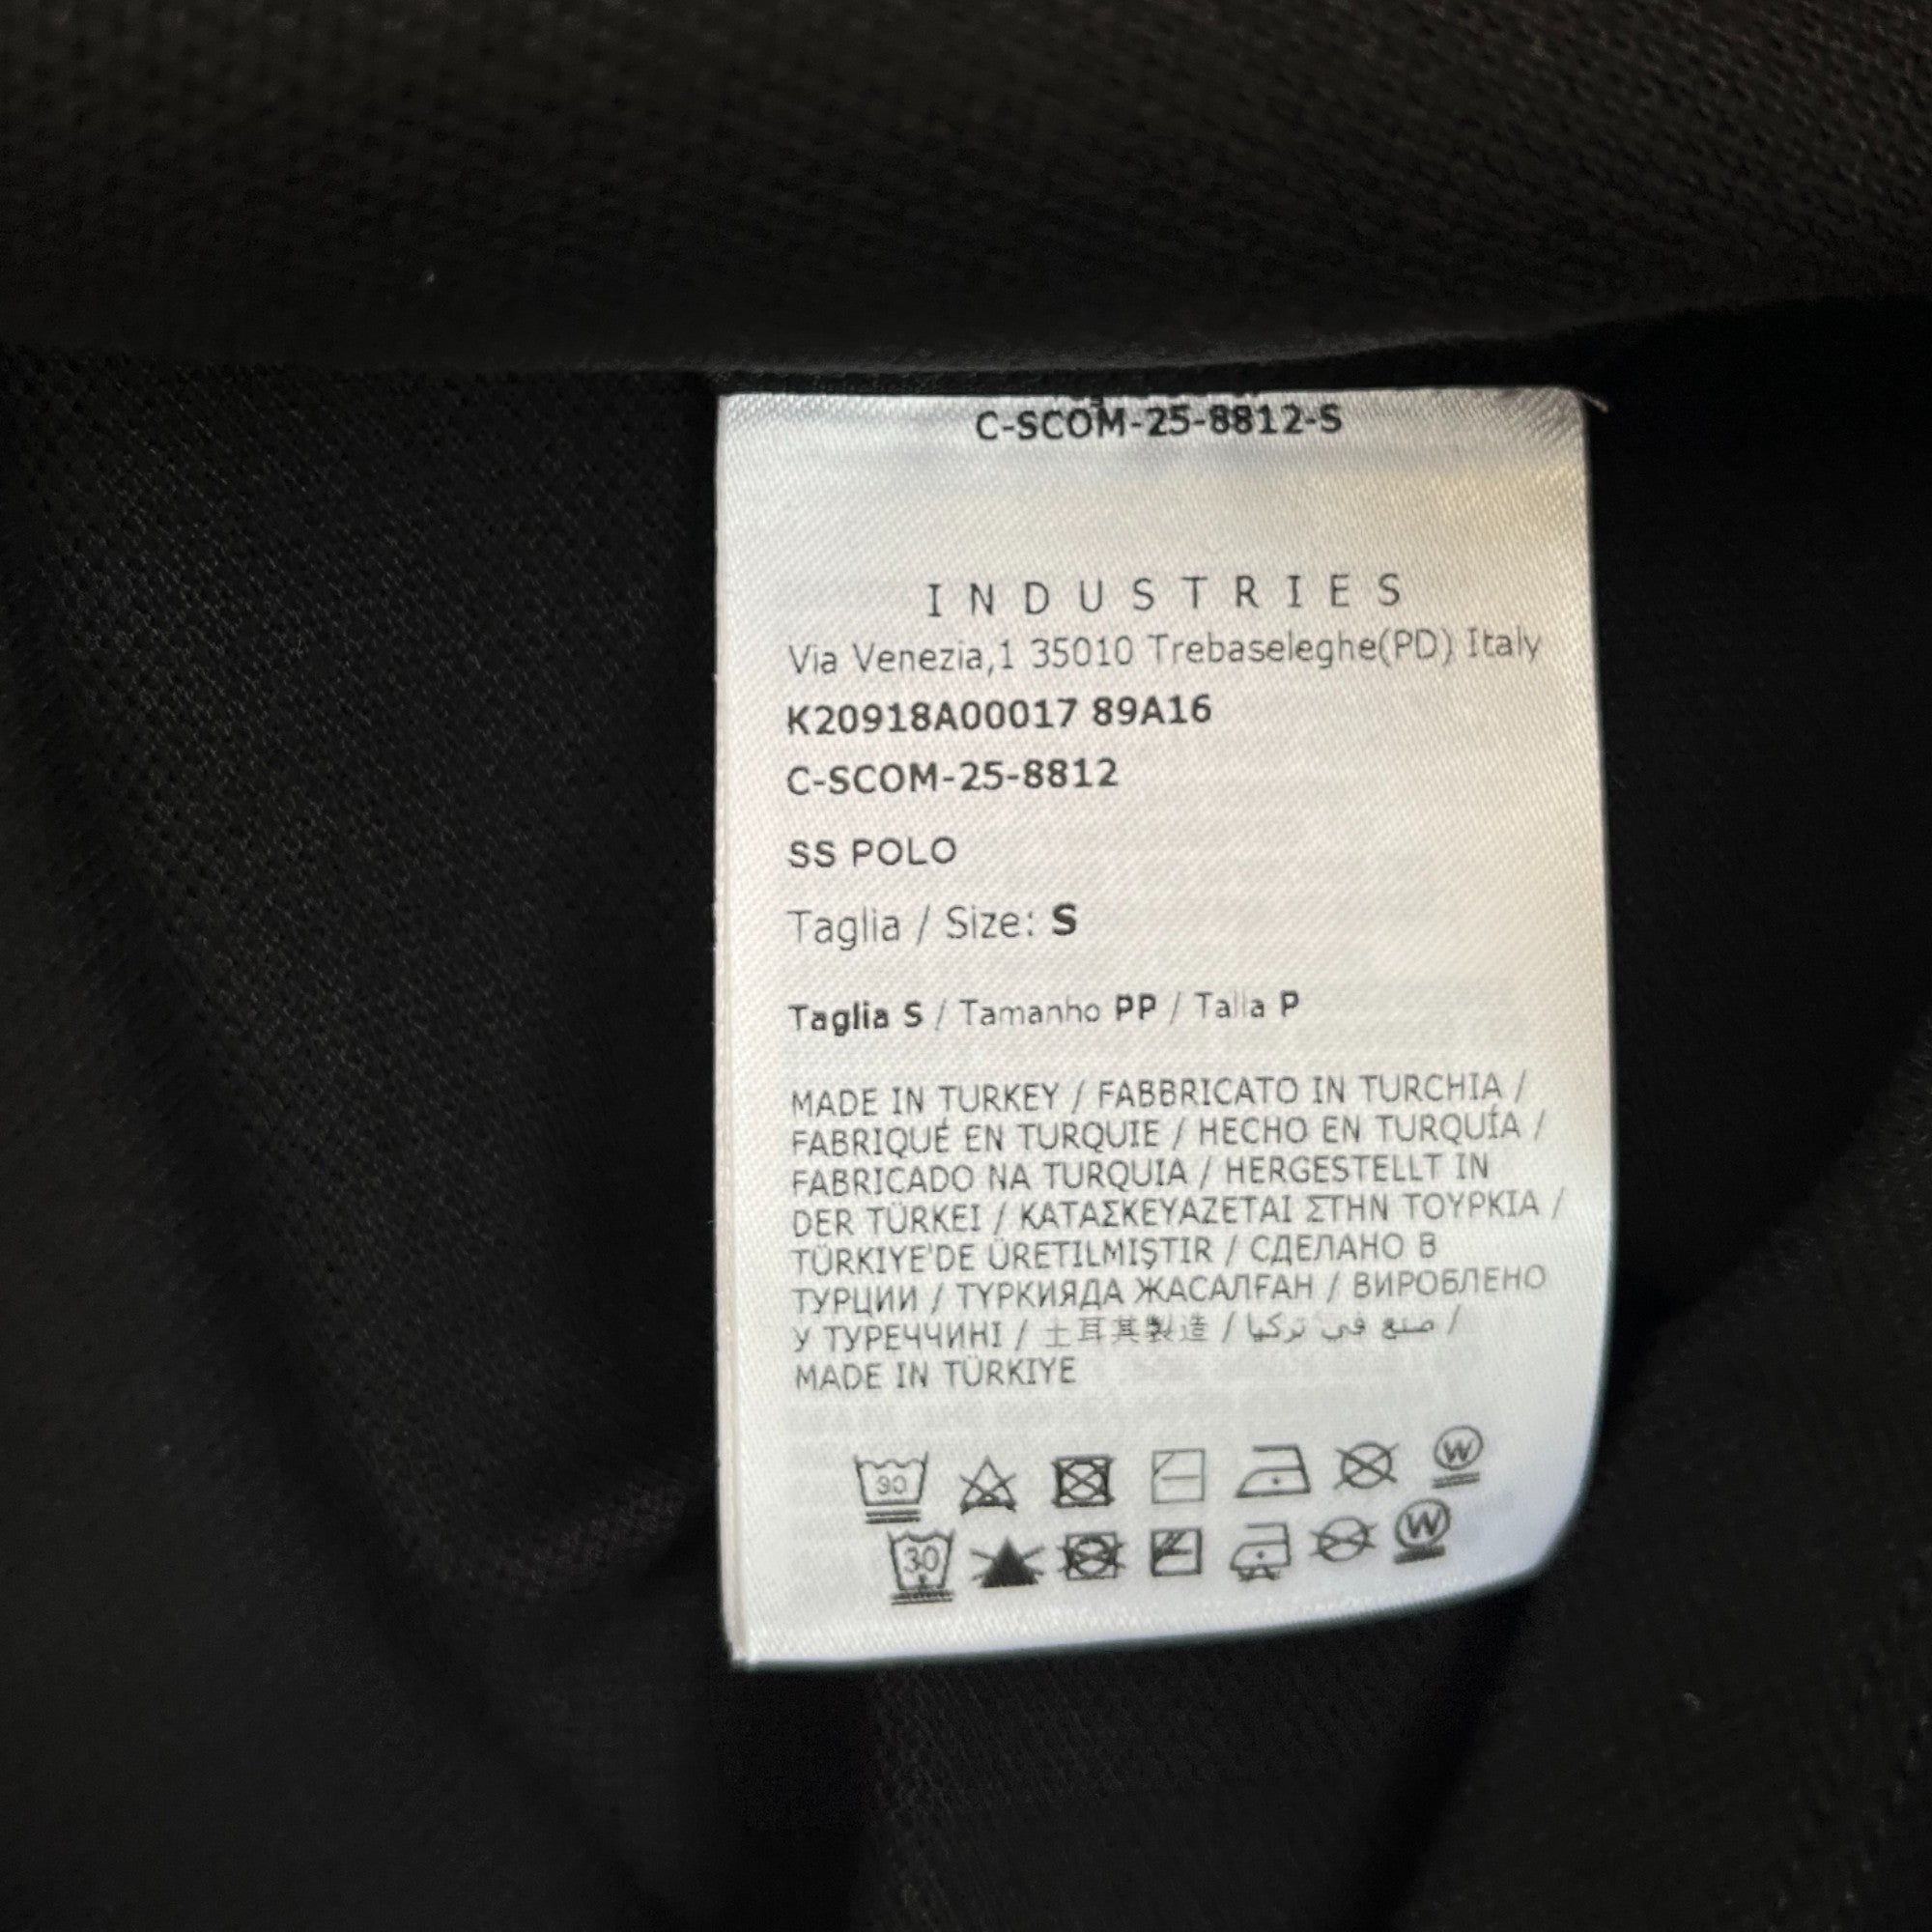 C-SCOM-25-8812-S
INDUSTRIES
Via Venezia,1 35010 Trebaseleghe(PD) Italy
K20918A00017 89A16
C-SCOM-25-8812
SS POLO
Taglia / Size: S
Taglia S / Tamanho PP / Talla P
MADE IN TURKEY / FABBRICATO IN TURCHIA /
FABRIQUÉ EN TURQUIE / HECHO EN TURQUÍA /
FABRICADO NA TURQUIA / HERGESTELLT IN
DER TÜRKEI / ΚΑΤΑΣΚΕΥΑΖΕΤΑΙ ΣΤΗΝ ΤΟΥΡΚΙΑ /
TÜRKIYE'DE ÜRETILMIŞTIR / СДЕЛАНО В
ТУРЦИИ / ТҮРКИЯДА ЖАСАЛҒАН / ВИРОБЛЕНО
У ТУРЕЧЧИНІ / 土耳其製造 / صنع في تركيا /
MADE IN TÜRKIYE
30 W
30 W